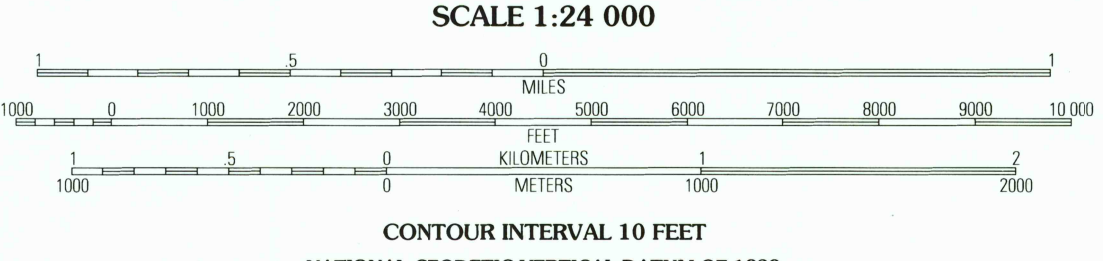 SCALE 1:24 000
1 .5 0 1
MILES
1000 0 1000 2000 3000 4000 5000 6000 7000 8000 9000 10 000
FEET
1 .5 0 KILOMETERS 1 2
1000 0 METERS 1000 2000
CONTOUR INTERVAL 10 FEET